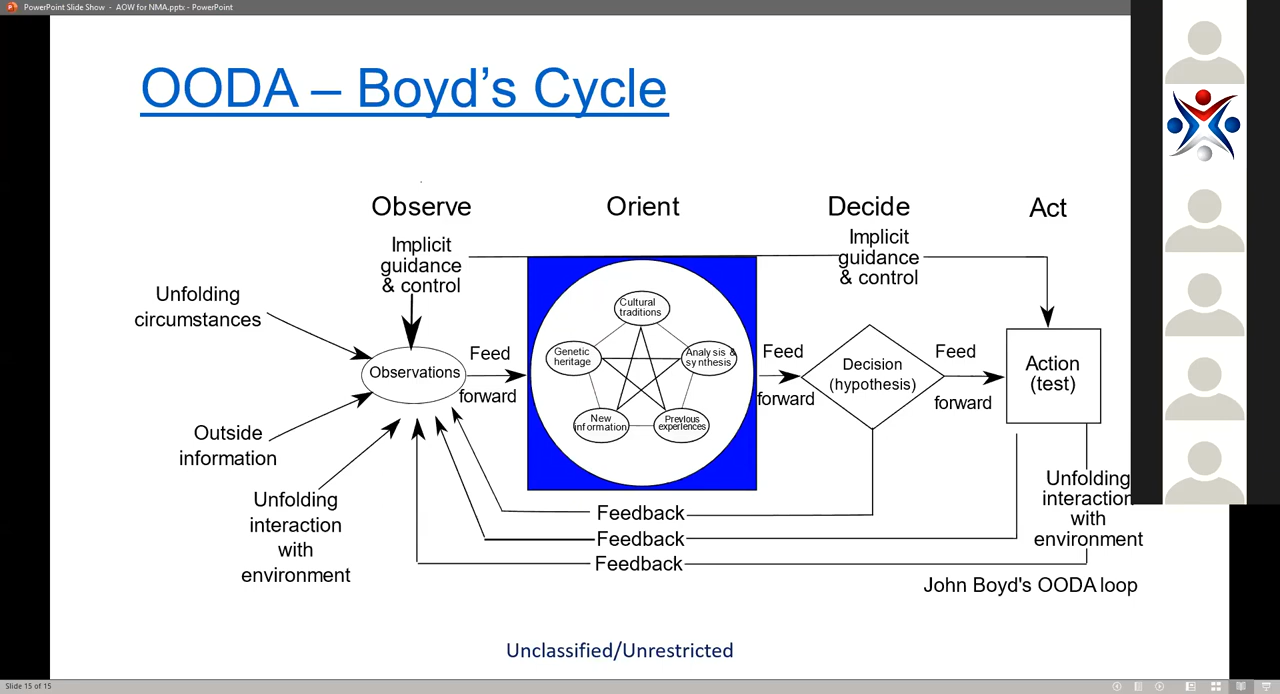 PowerPoint Slide Show - AOW for NMA.pptx - PowerPoint
OODA – Boyd's Cycle
Observe
Orient
Decide
Act
Implicit
guidance
& control
Implicit
guidance
& control
Unfolding
circumstances
Observations
Outside
information
Unfolding
interaction
with
environment
Feed
forward
Cultural
traditions
Genetic
heritage
Analysis &
synthesis
New
information
Previous
experiences
Feed
forward
Decision
(hypothesis)
Feed
forward
Action
(test)
Unfolding
interaction
with
environment
Feedback
Feedback
Feedback
John Boyd's OODA loop
Unclassified/Unrestricted
Slide 15 of 15